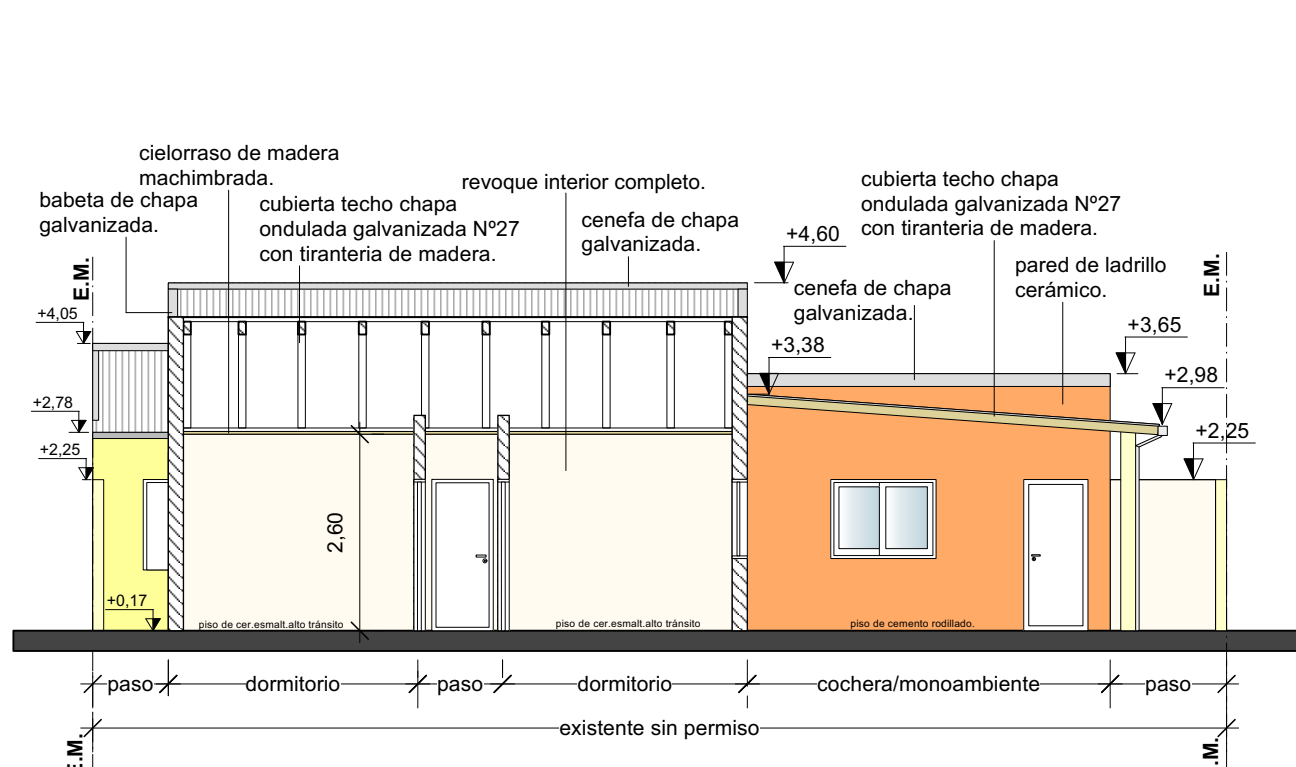 cielorraso de madera
machimbrada.
babeta de chapa
galvanizada.
cubierta techo chapa
ondulada galvanizada Nº27
con tiranteria de madera.
revoque interior completo.
cenefa de chapa
galvanizada.
cubierta techo chapa
ondulada galvanizada Nº27
con tiranteria de madera.
pared de ladrillo
cerámico.
cenefa de chapa
galvanizada.
E.M.
E.M.
+4,60
+4,05
+3,65
+3,38
+2,98
+2,78
+2,25
+2,25
2,60
+0,17
piso de cer.esmalt.alto tránsito
piso de cer.esmalt.alto tránsito
piso de cemento rodillado.
paso
dormitorio
paso
dormitorio
cochera/monoambiente
paso
existente sin permiso
E.M.
.M.